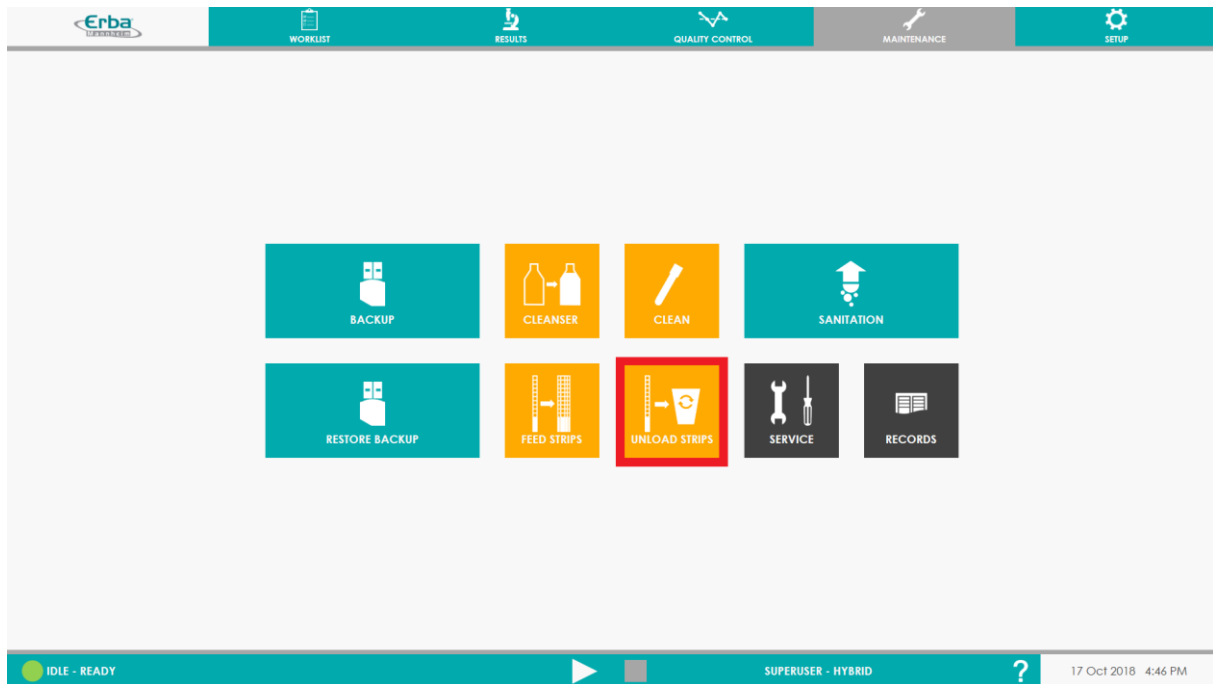 Erba
Mannheim
WORKLIST
RESULTS
QUALITY CONTROL
MAINTENANCE
SETUP
BACKUP
CLEANSER
CLEAN
SANITATION
RESTORE BACKUP
FEED STRIPS
UNLOAD STRIPS
SERVICE
RECORDS
IDLE - READY
SUPERUSER - HYBRID
?
17 Oct 2018 4:46 PM